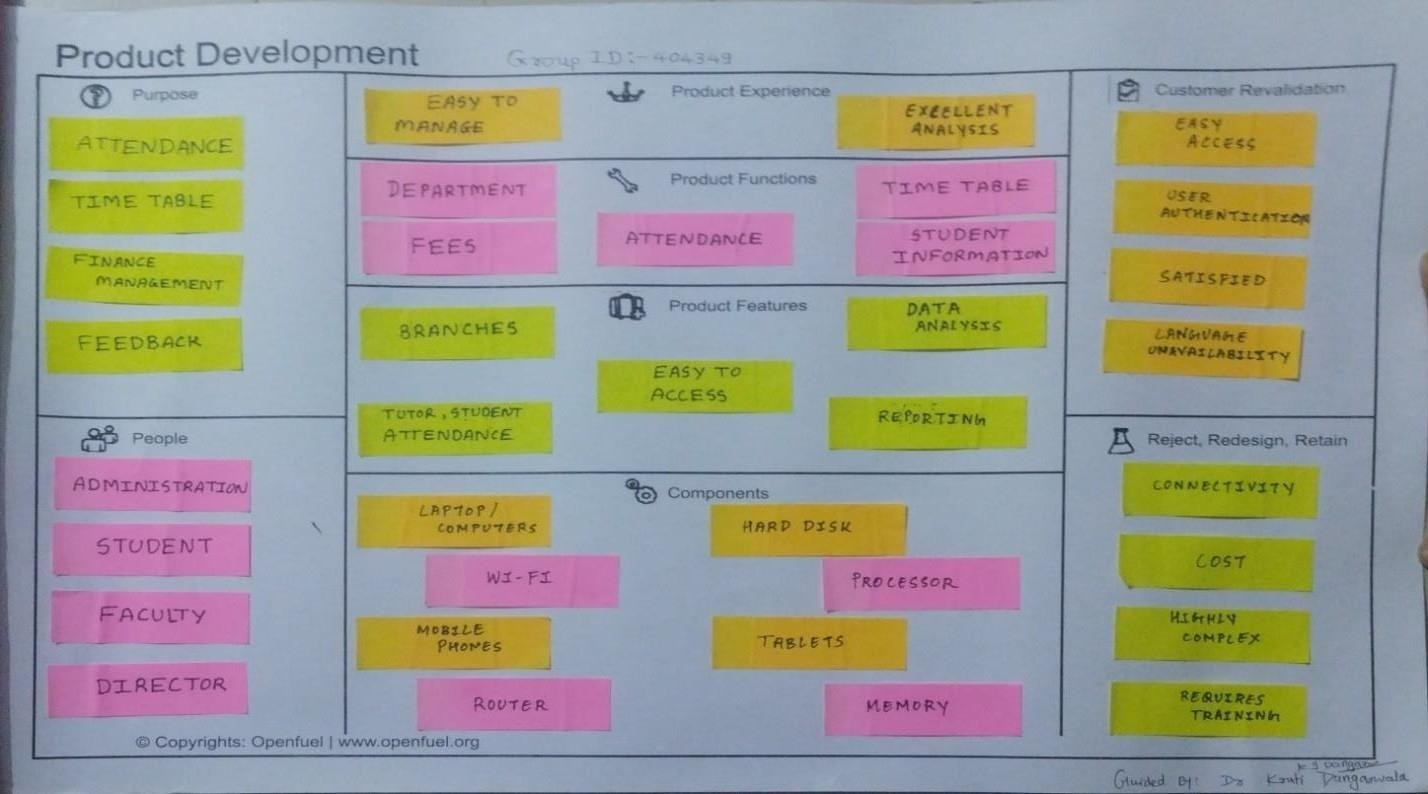 Product Development
Group ID:-404349
Purpose
ATTENDANCE
TIME TABLE
FINANCE
MANAGEMENT
FEEDBACK
People
ADMINISTRATION
STUDENT
FACULTY
DIRECTOR
Product Experience
EASY TO
MANAGE
EXCELLENT
ANALYSIS
Product Functions
DEPARTMENT
FEES
ATTENDANCE
TIME TABLE
STUDENT
INFORMATION
Product Features
BRANCHES
TUTOR, STUDENT
ATTENDANCE
EASY TO
ACCESS
DATA
ANALYSIS
REPORTING
Components
LAPTOP/
COMPUTERS
HARD DISK
WI-FI
PROCESSOR
MOBILE
PHONES
TABLETS
ROUTER
MEMORY
Customer Revalidation
EASY
ACCESS
USER
AUTHENTICATION
SATISFIED
LANGUAGE
UNAVAILABILITY
Reject, Redesign, Retain
CONNECTIVITY
COST
HIGHLY
COMPLEX
REQUIRES
TRAINING
© Copyrights: Openfuel | www.openfuel.org
Guided By: Dr Kruti Dangarwala